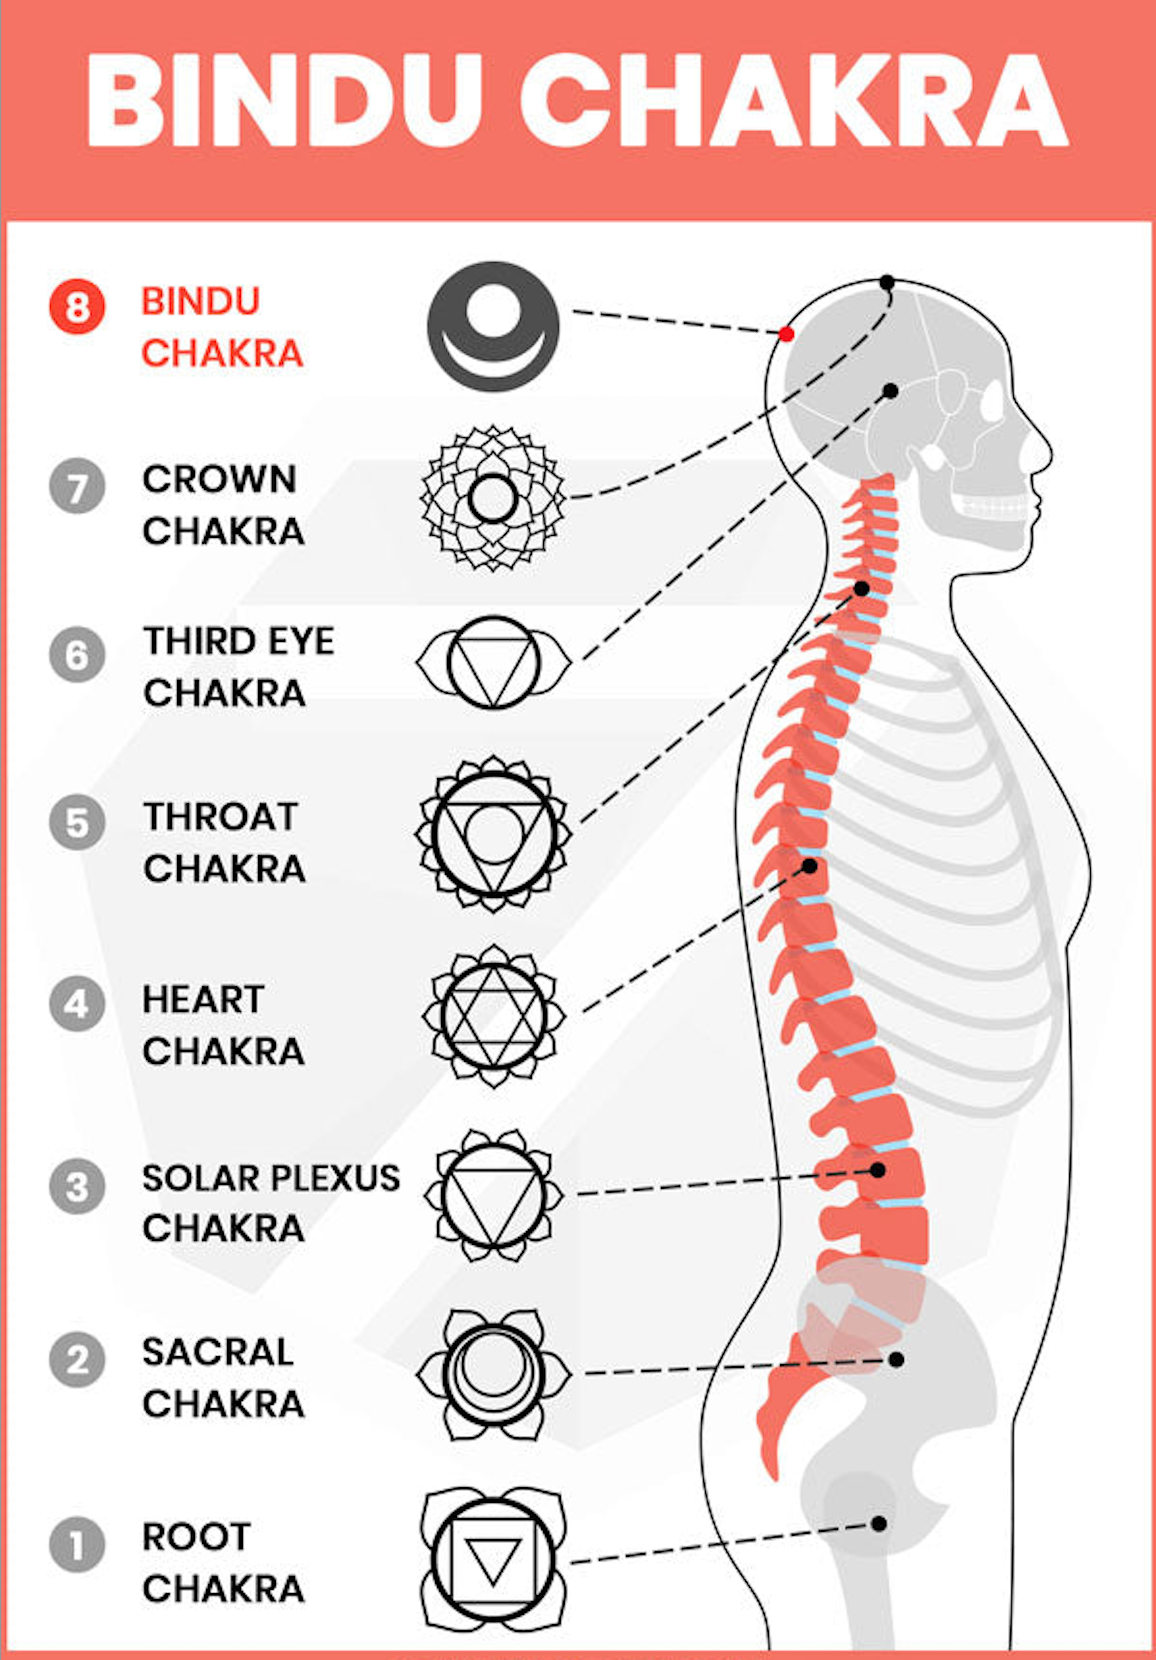 BINDU CHAKRA
8 BINDU
CHAKRA
7 CROWN
CHAKRA
6 THIRD EYE
CHAKRA
5 THROAT
CHAKRA
4 HEART
CHAKRA
3 SOLAR PLEXUS
CHAKRA
2 SACRAL
CHAKRA
1 ROOT
CHAKRA